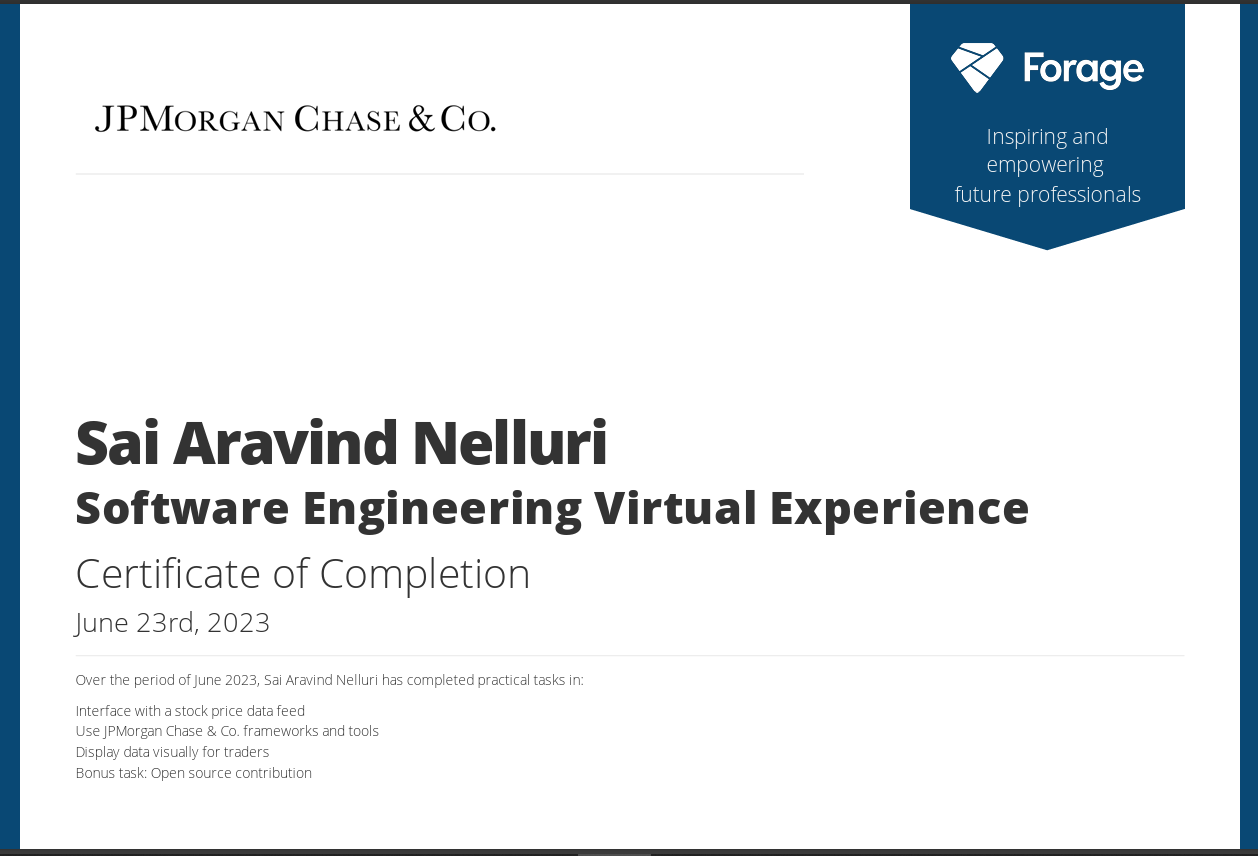 JPMORGAN CHASE & CO.
Forage
Inspiring and
empowering
future professionals
Sai Aravind Nelluri
Software Engineering Virtual Experience
Certificate of Completion
June 23rd, 2023
Over the period of June 2023, Sai Aravind Nelluri has completed practical tasks in:
Interface with a stock price data feed
Use JPMorgan Chase & Co. frameworks and tools
Display data visually for traders
Bonus task: Open source contribution